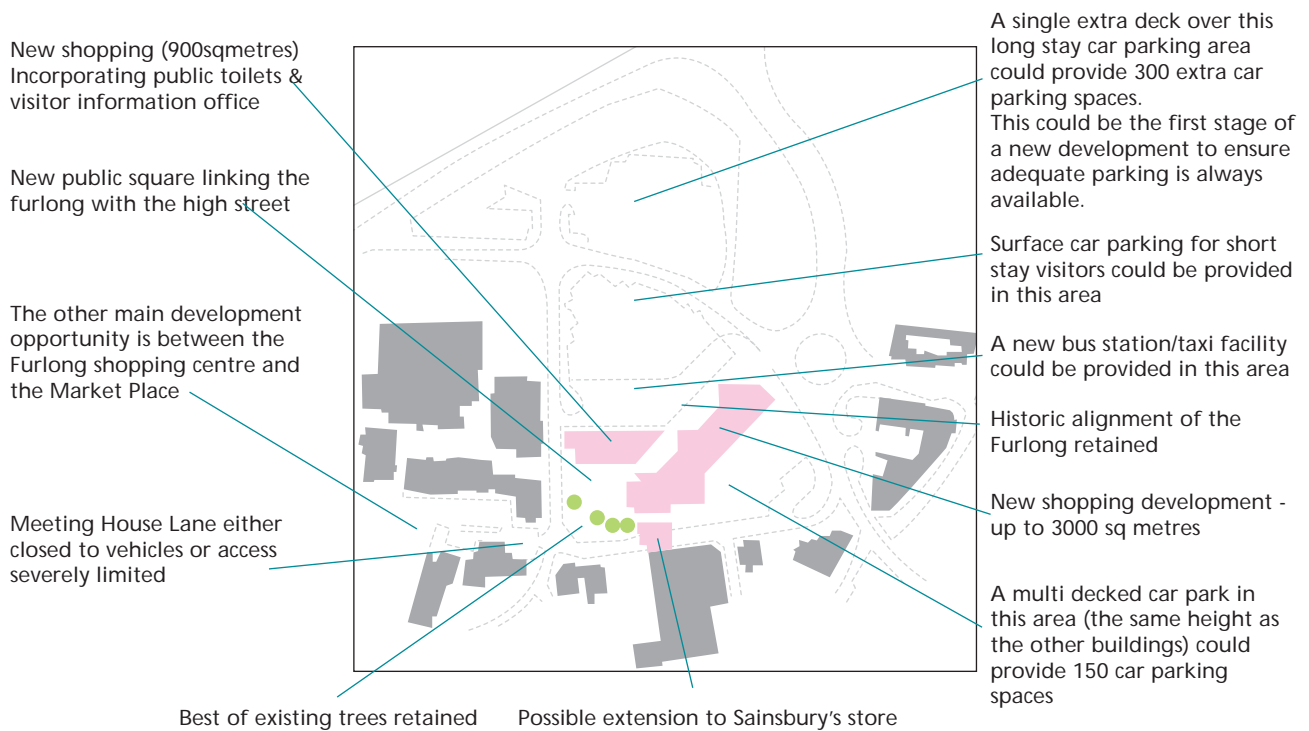 New shopping (900sqmetres)
Incorporating public toilets &
visitor information office
New public square linking the
furlong with the high street
The other main development
opportunity is between the
Furlong shopping centre and
the Market Place
Meeting House Lane either
closed to vehicles or access
severely limited
Best of existing trees retained
Possible extension to Sainsbury's store
A single extra deck over this
long stay car parking area
could provide 300 extra car
parking spaces.
This could be the first stage of
a new development to ensure
adequate parking is always
available.
Surface car parking for short
stay visitors could be provided
in this area
A new bus station/taxi facility
could be provided in this area
Historic alignment of the
Furlong retained
New shopping development -
up to 3000 sq metres
A multi decked car park in
this area (the same height as
the other buildings) could
provide 150 car parking
spaces